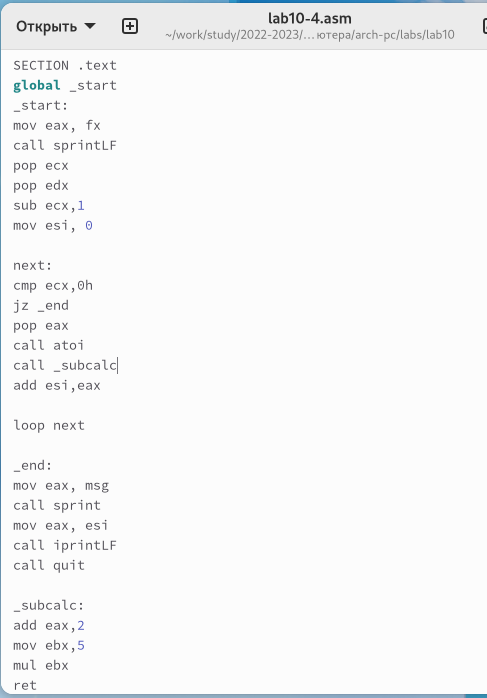 Открыть
lab10-4.asm
~/work/study/2022-2023/…ютера/arch-pc/labs/lab10
SECTION .text
global _start
_start:
mov eax, fx
call sprintLF
pop ecx
pop edx
sub ecx,1
mov esi, 0
next:
cmp ecx,0h
jz _end
pop eax
call atoi
call _subcalc
add esi,eax
loop next
_end:
mov eax, msg
call sprint
mov eax, esi
call iprintLF
call quit
_subcalc:
add eax,2
mov ebx,5
mul ebx
ret